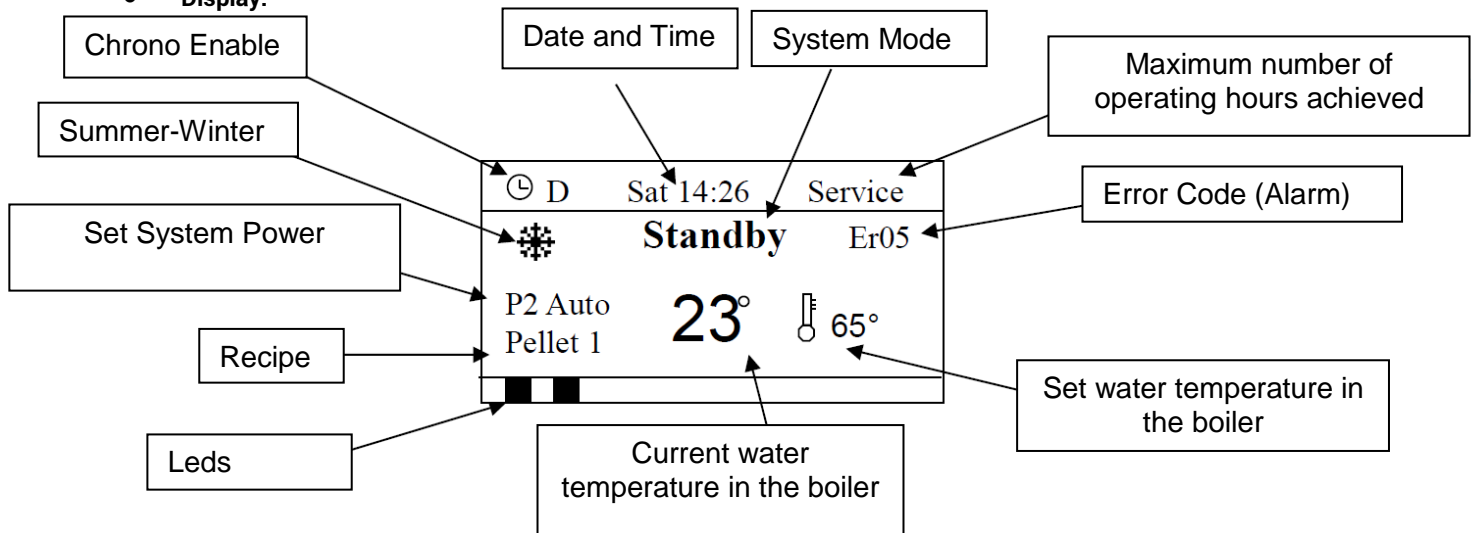 Display:
Chrono Enable
Date and Time
System Mode
Maximum number of
operating hours achieved
Summer-Winter
D Sat 14:26 Service
Error Code (Alarm)
Set System Power
Standby Er05
P2 Auto
23° 65°
Pellet 1
Recipe
Set water temperature in
the boiler
Leds
Current water
temperature in the boiler